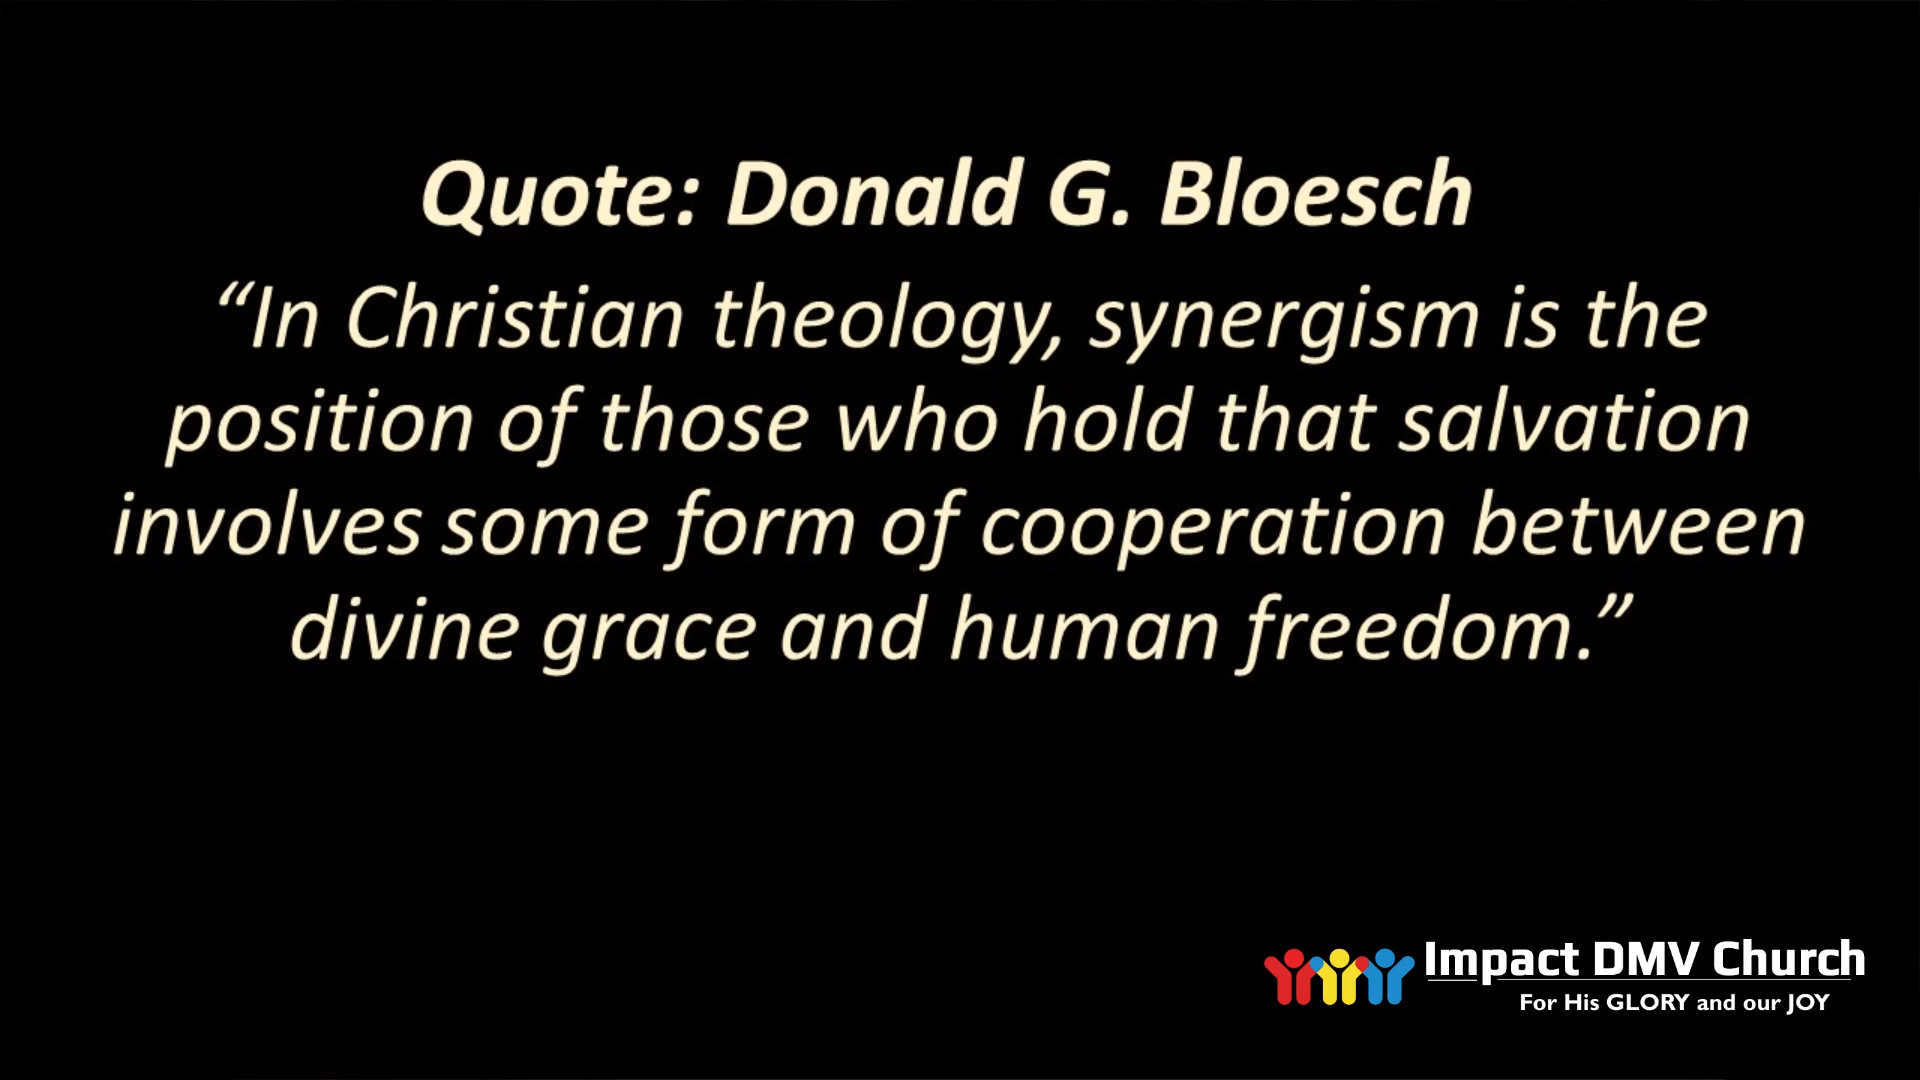 Quote: Donald G. Bloesch
“In Christian theology, synergism is the
position of those who hold that salvation
involves some form of cooperation between
divine grace and human freedom.”
Impact DMV Church
For His GLORY and our JOY